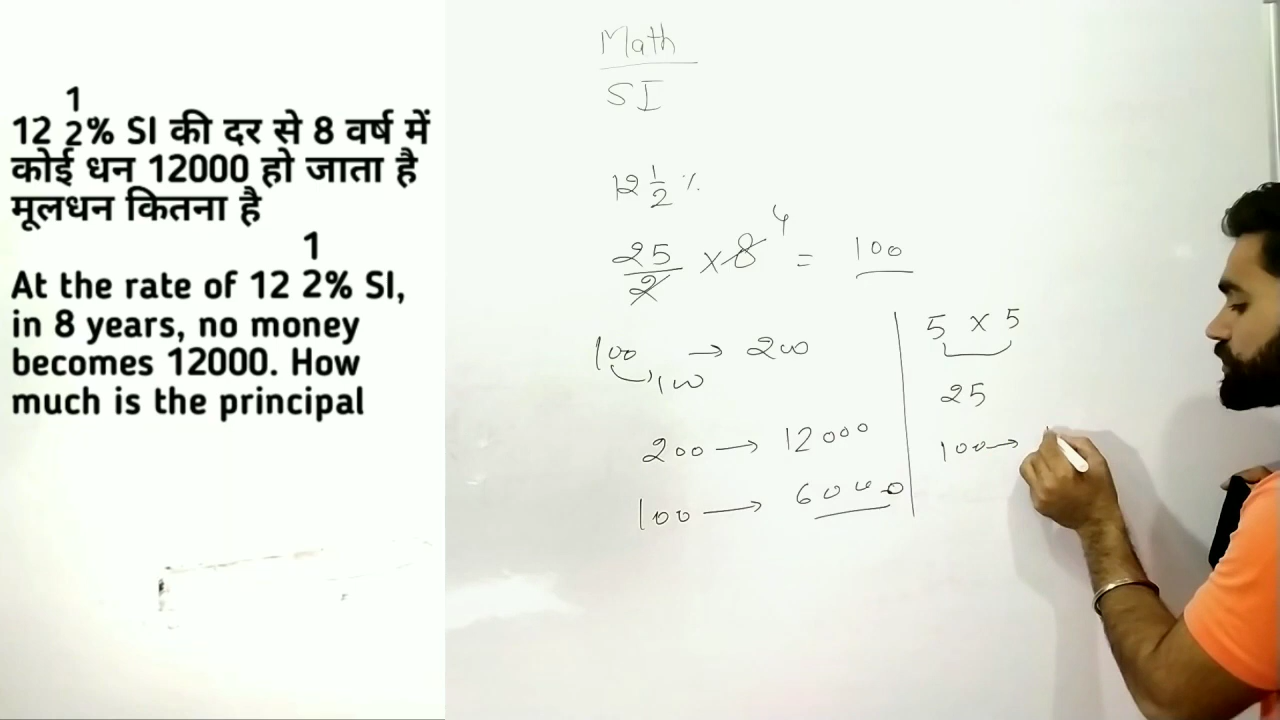 12 1/2% SI की दर से 8 वर्ष में
कोई धन 12000 हो जाता है
मूलधन कितना है
At the rate of 12 1/2% SI,
in 8 years, no money
becomes 12000. How
much is the principal
Math
SI
12 1/2 %
25/2 × 8 4 = 100
100 → 200
100
200 → 12000
100 → 6000
5 × 5
25
100 →